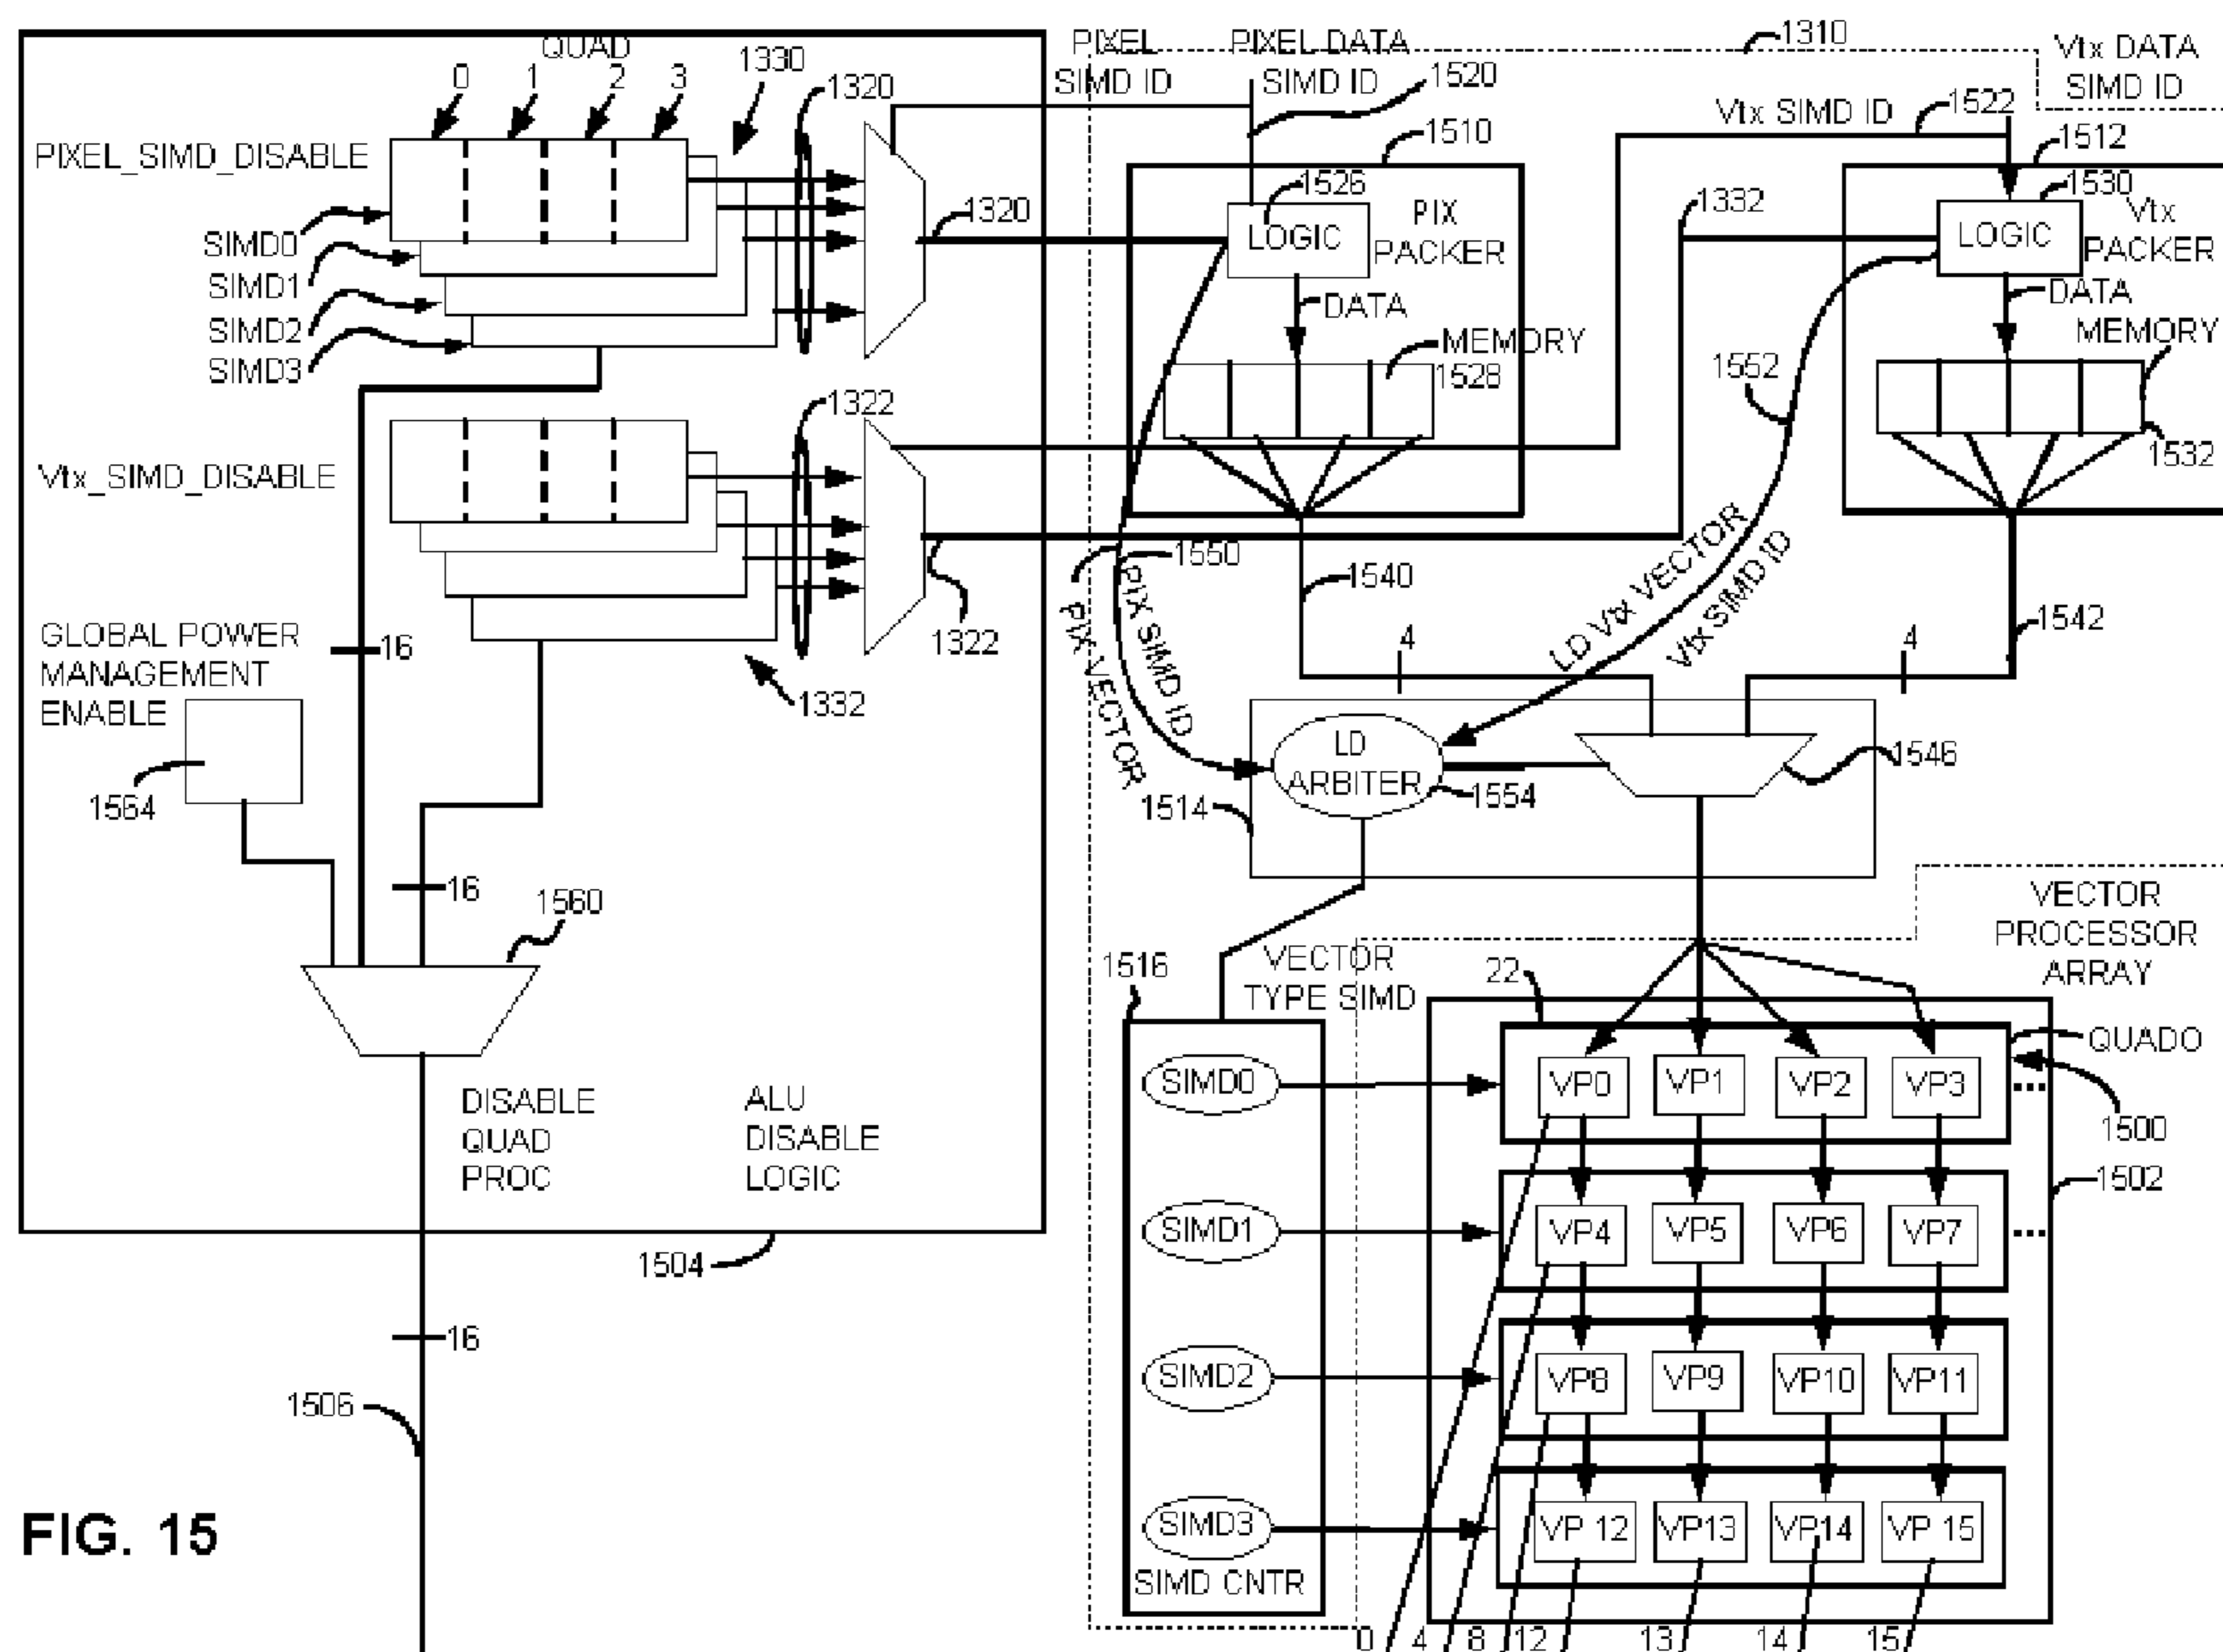 QUAD
0 1 2 3
1330
1320
PIXEL_SIMD_DISABLE
SIMD0
SIMD1
SIMD2
SIMD3
1320
Vtx_SIMD_DISABLE
1322
1322
1332
GLOBAL POWER
MANAGEMENT
ENABLE
1564
16
16
1560
DISABLE
QUAD
PROC
ALU
DISABLE
LOGIC
1504
16
1506
FIG. 15
PIXEL
SIMD ID
PIXEL DATA
SIMD ID
1520
1310
Vtx DATA
SIMD ID
Vtx SIMD ID
1522
1510
1512
1526
LOGIC
PIX
PACKER
DATA
MEMORY
1528
1332
1530
LOGIC
Vtx
PACKER
DATA
MEMORY
1532
1552
1550
PIX SIMD ID
PIX VECTOR
LD Vtx VECTOR
Vtx SIMD ID
1540
1542
4
4
LD
ARBITER
1554
1546
1514
1516
VECTOR
TYPE SIMD
VECTOR
PROCESSOR
ARRAY
22
QUAD0
1500
1502
SIMD0
VP0 VP1 VP2 VP3 ...
SIMD1
VP4 VP5 VP6 VP7 ...
SIMD2
VP8 VP9 VP10 VP11
SIMD3
VP 12 VP13 VP14 VP 15
SIMD CNTR
0 4 8 12 13 14 15